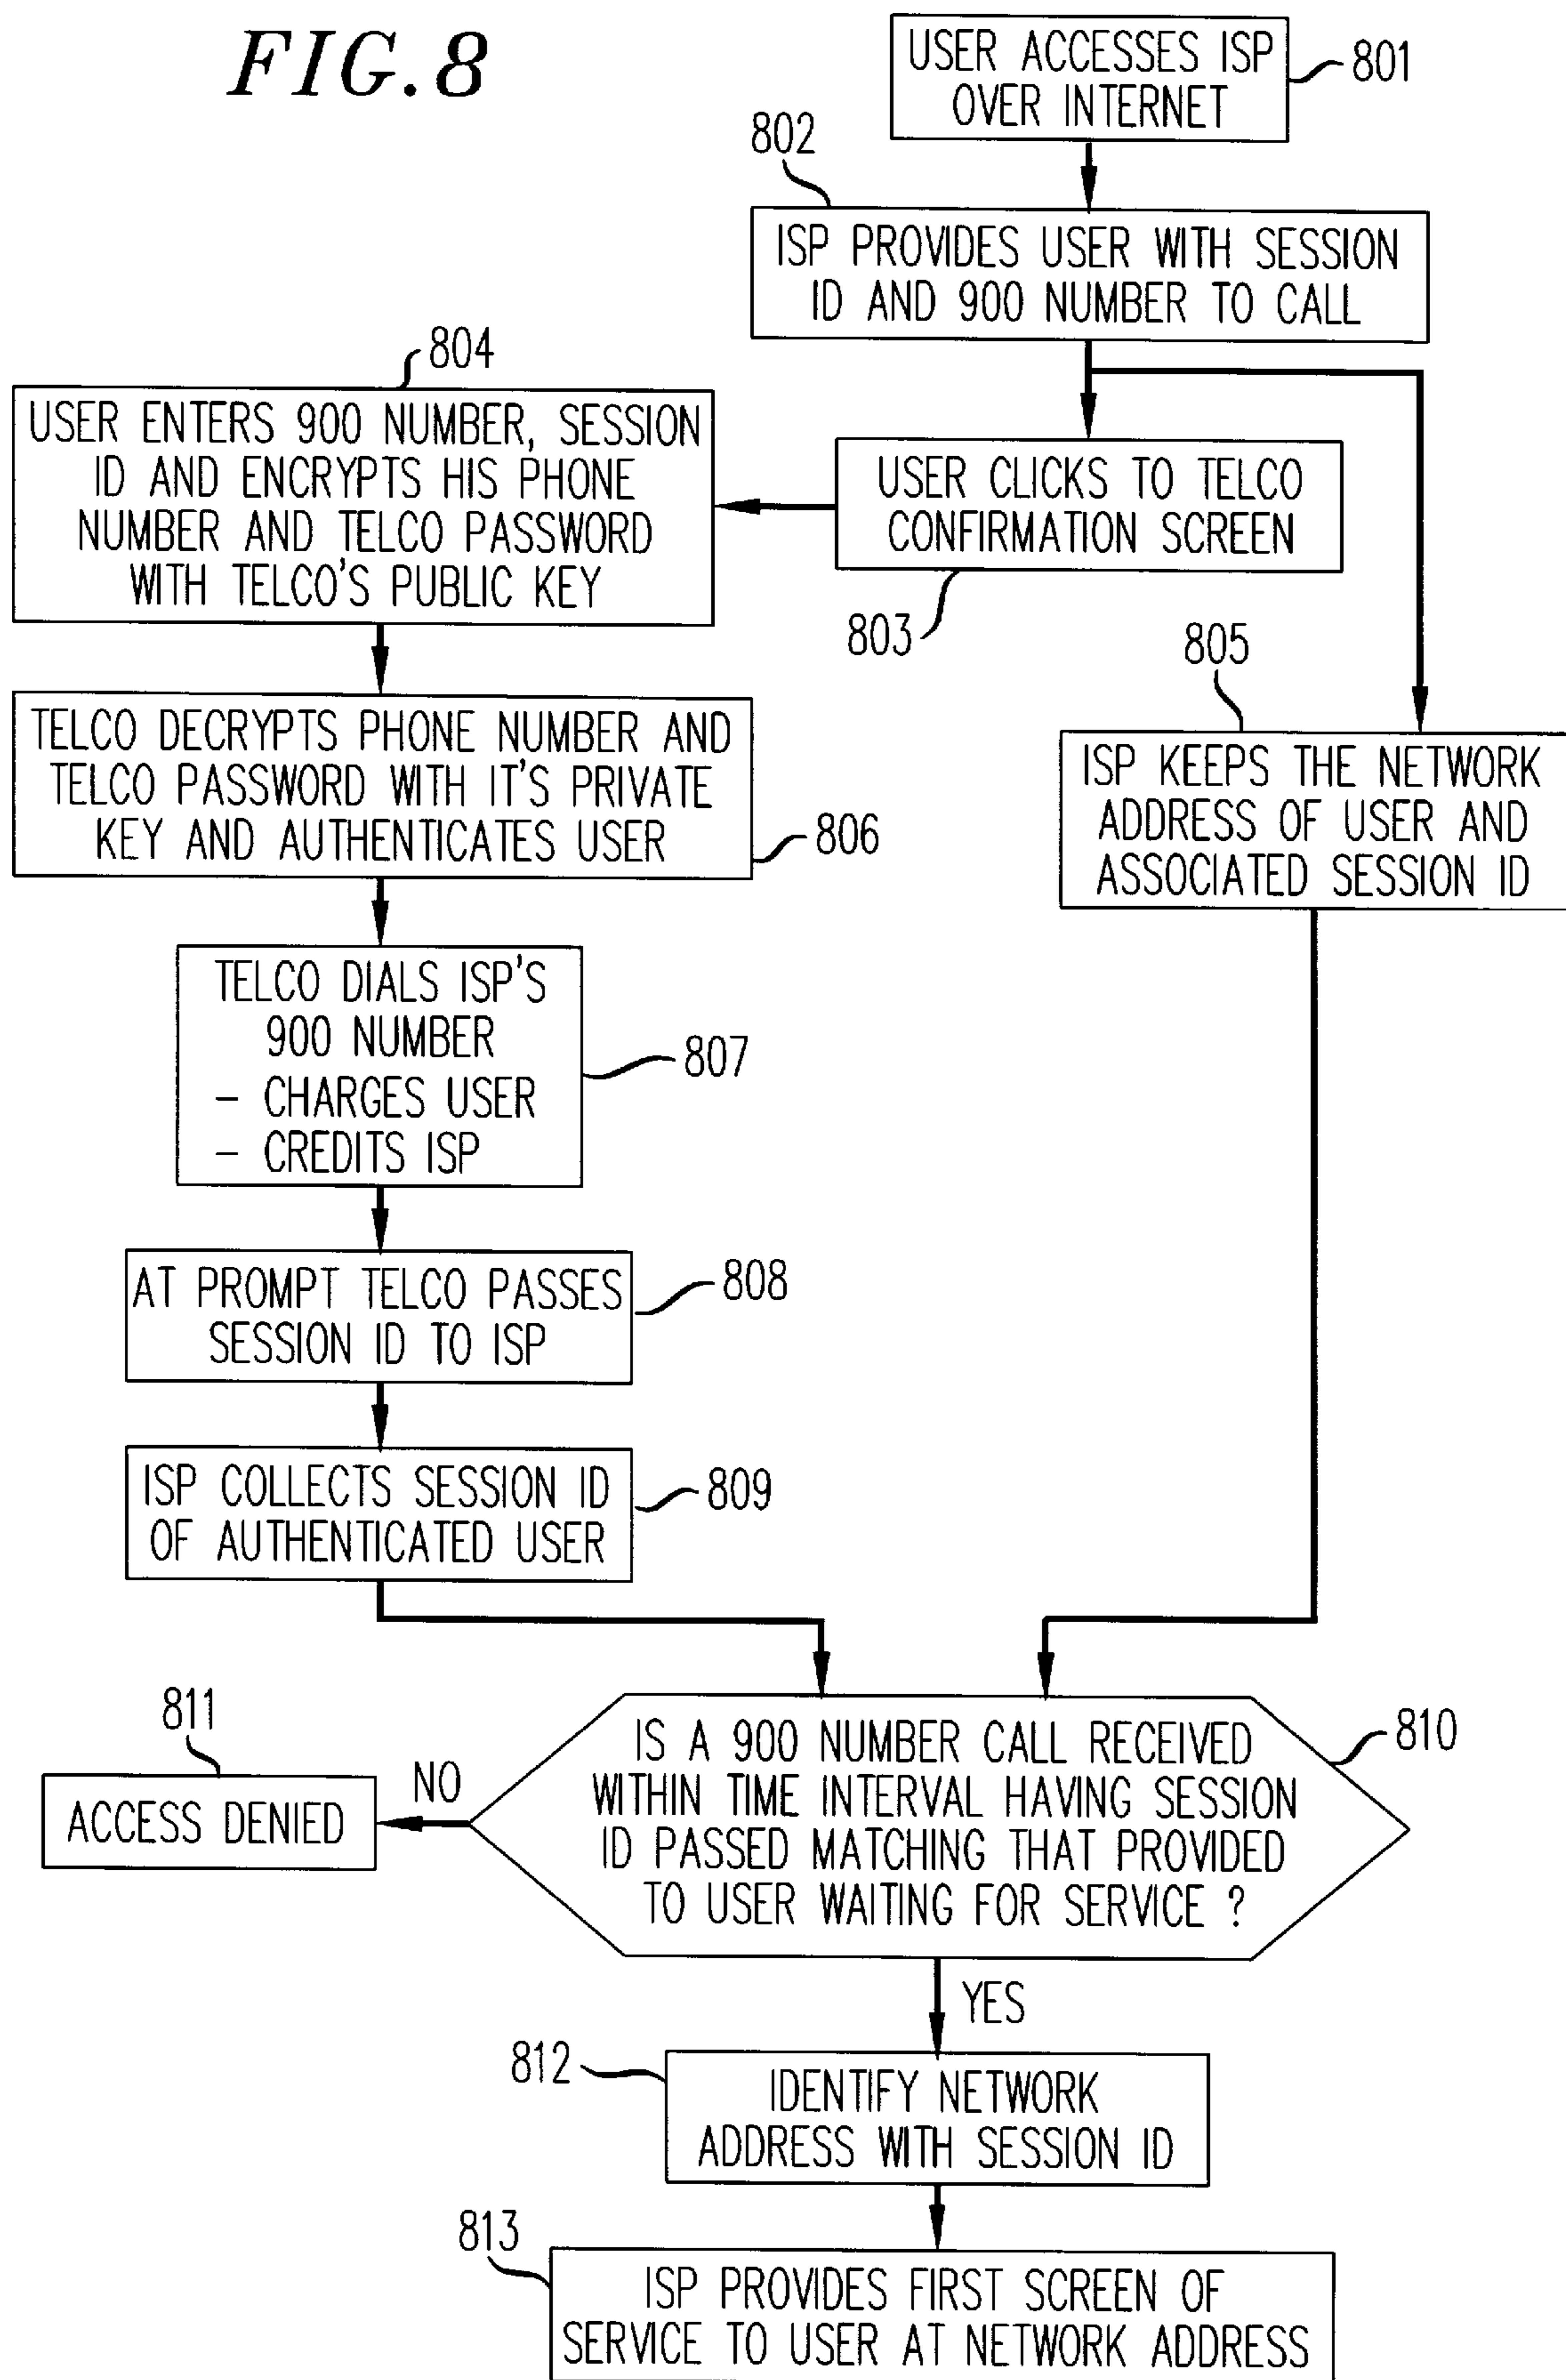 FIG.8
USER ACCESSES ISP
OVER INTERNET
801
802
ISP PROVIDES USER WITH SESSION
ID AND 900 NUMBER TO CALL
804
USER ENTERS 900 NUMBER, SESSION
ID AND ENCRYPTS HIS PHONE
NUMBER AND TELCO PASSWORD
WITH TELCO'S PUBLIC KEY
USER CLICKS TO TELCO
CONFIRMATION SCREEN
803
805
TELCO DECRYPTS PHONE NUMBER AND
TELCO PASSWORD WITH IT'S PRIVATE
KEY AND AUTHENTICATES USER
806
ISP KEEPS THE NETWORK
ADDRESS OF USER AND
ASSOCIATED SESSION ID
TELCO DIALS ISP'S
900 NUMBER
- CHARGES USER
- CREDITS ISP
807
AT PROMPT TELCO PASSES
SESSION ID TO ISP
808
ISP COLLECTS SESSION ID
OF AUTHENTICATED USER
809
IS A 900 NUMBER CALL RECEIVED
WITHIN TIME INTERVAL HAVING SESSION
ID PASSED MATCHING THAT PROVIDED
TO USER WAITING FOR SERVICE ?
810
811
NO
ACCESS DENIED
YES
812
IDENTIFY NETWORK
ADDRESS WITH SESSION ID
813
ISP PROVIDES FIRST SCREEN OF
SERVICE TO USER AT NETWORK ADDRESS